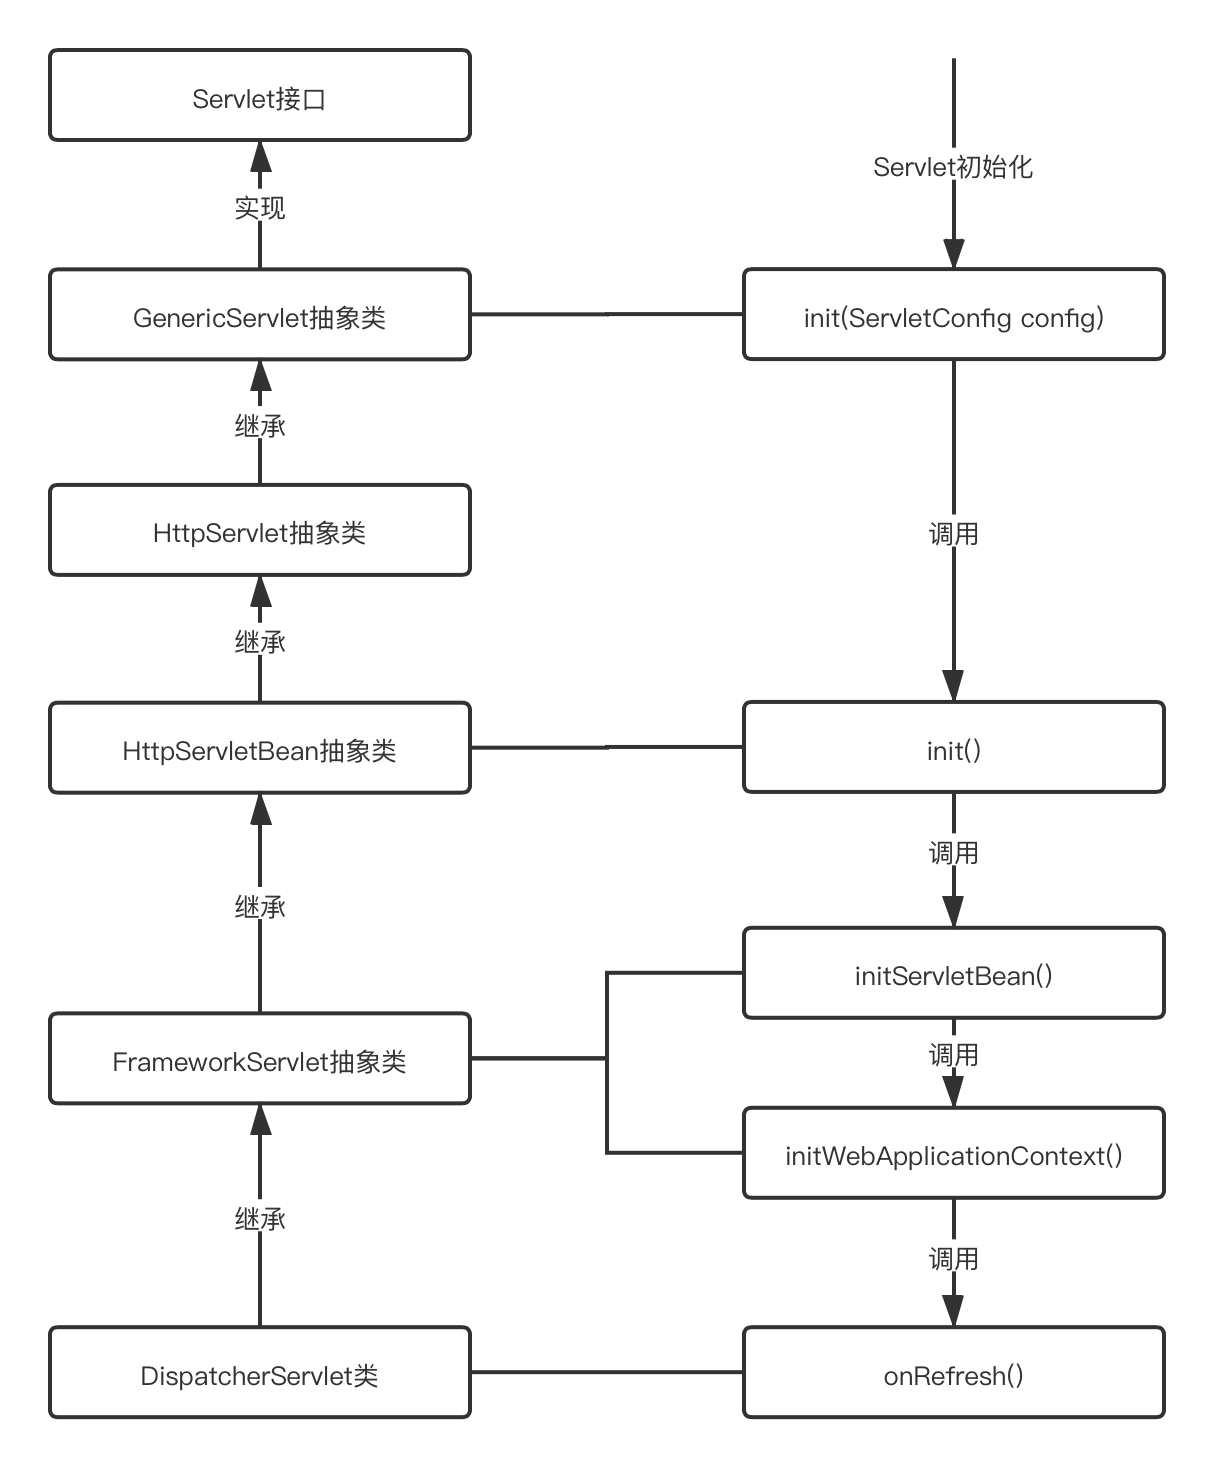 Servlet接口
Servlet初始化
实现
GenericServlet抽象类
init(ServletConfig config)
继承
HttpServlet抽象类
调用
继承
HttpServletBean抽象类
init()
调用
继承
initServletBean()
FrameworkServlet抽象类
调用
initWebApplicationContext()
继承
调用
DispatcherServlet类
onRefresh()